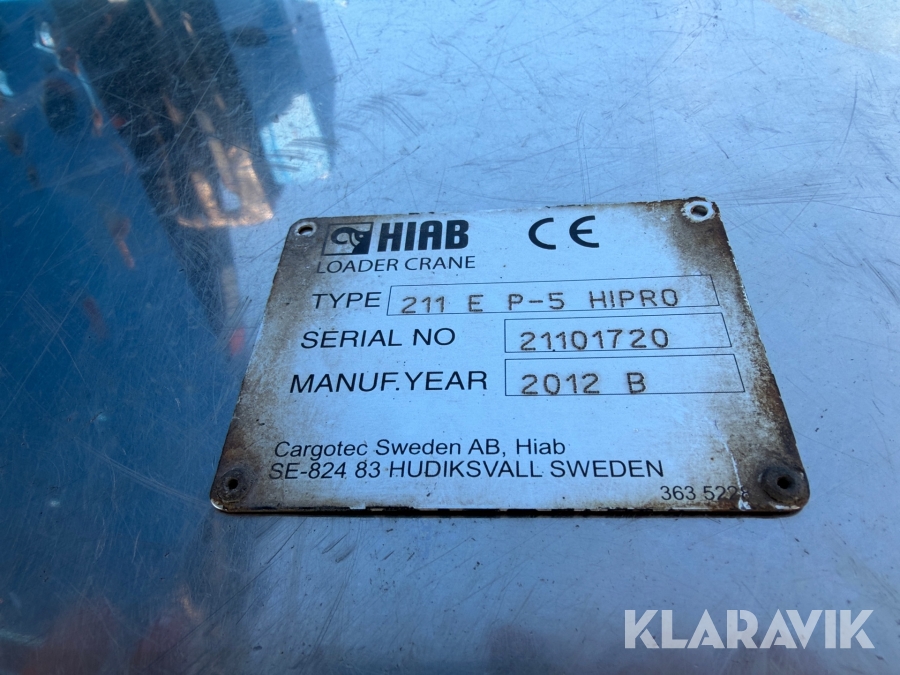 HIAB CE
LOADER CRANE
TYPE 211 E P-5 HIPRO
SERIAL NO 21101720
MANUF.YEAR 2012 B
Cargotec Sweden AB, Hiab
SE-824 83 HUDIKSVALL SWEDEN
363
KLARAVIK